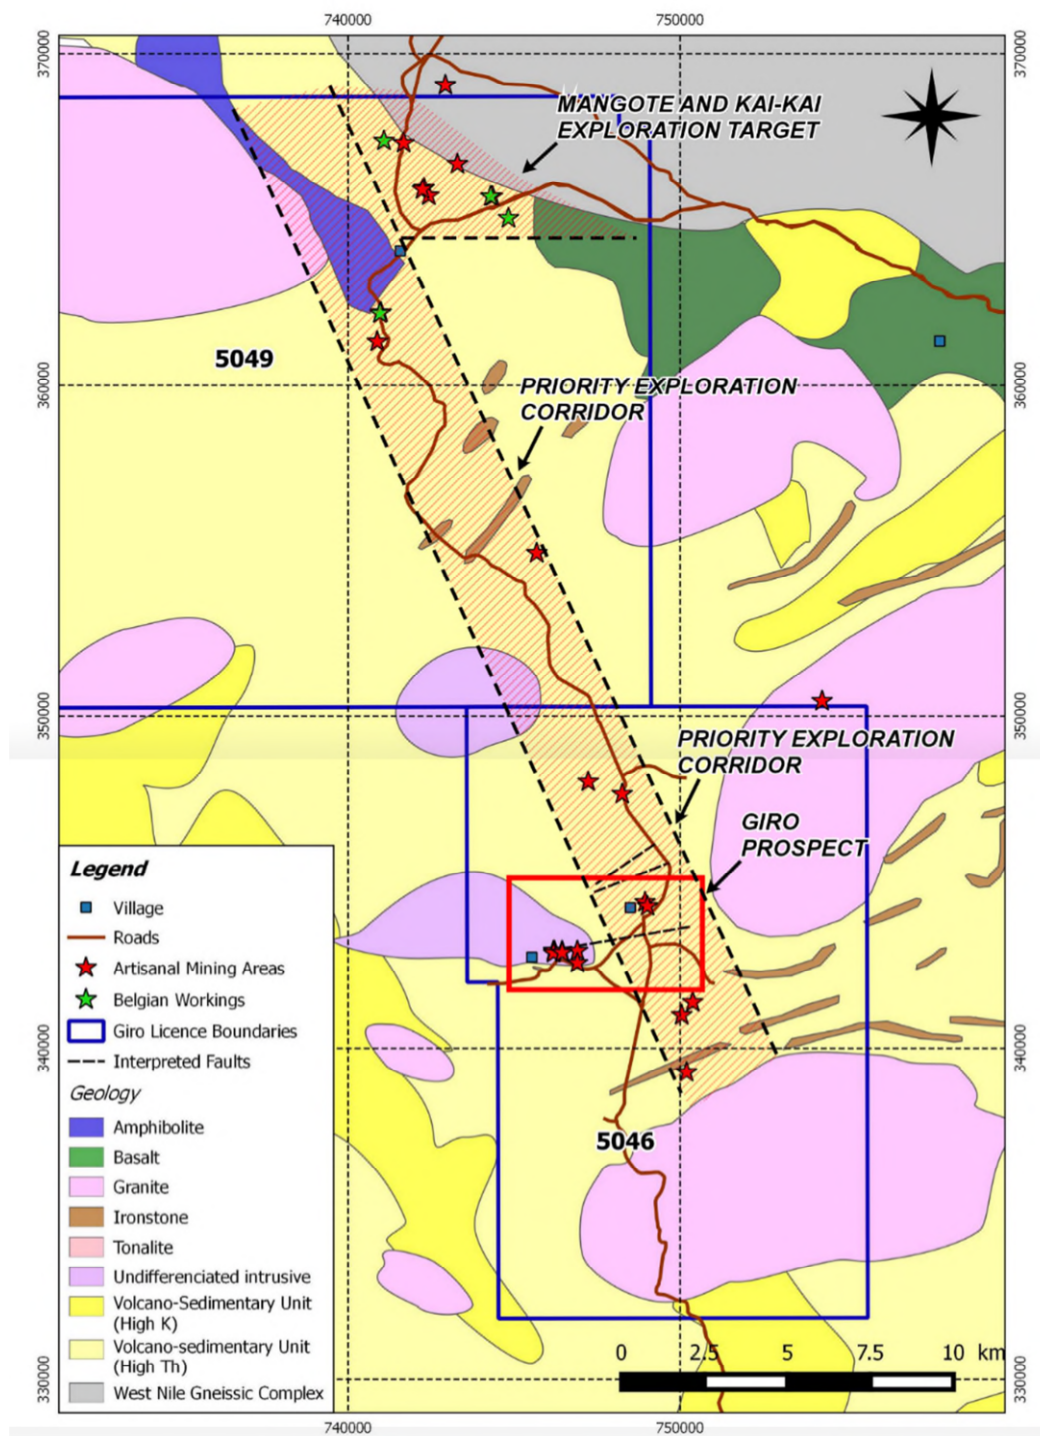 740000
750000
370000
370000
MANGOTE AND KAI-KAI
EXPLORATION TARGET
5049
360000
360000
PRIORITY EXPLORATION
CORRIDOR
350000
350000
PRIORITY EXPLORATION
CORRIDOR
GIRO
PROSPECT
Legend
Village
Roads
Artisanal Mining Areas
Belgian Workings
Giro Licence Boundaries
Interpreted Faults
Geology
Amphibolite
Basalt
Granite
Ironstone
Tonalite
Undifferenciated intrusive
Volcano-Sedimentary Unit
(High K)
Volcano-sedimentary Unit
(High Th)
West Nile Gneissic Complex
340000
340000
5046
0 2.5 5 7.5 10 km
330000
330000
740000
750000